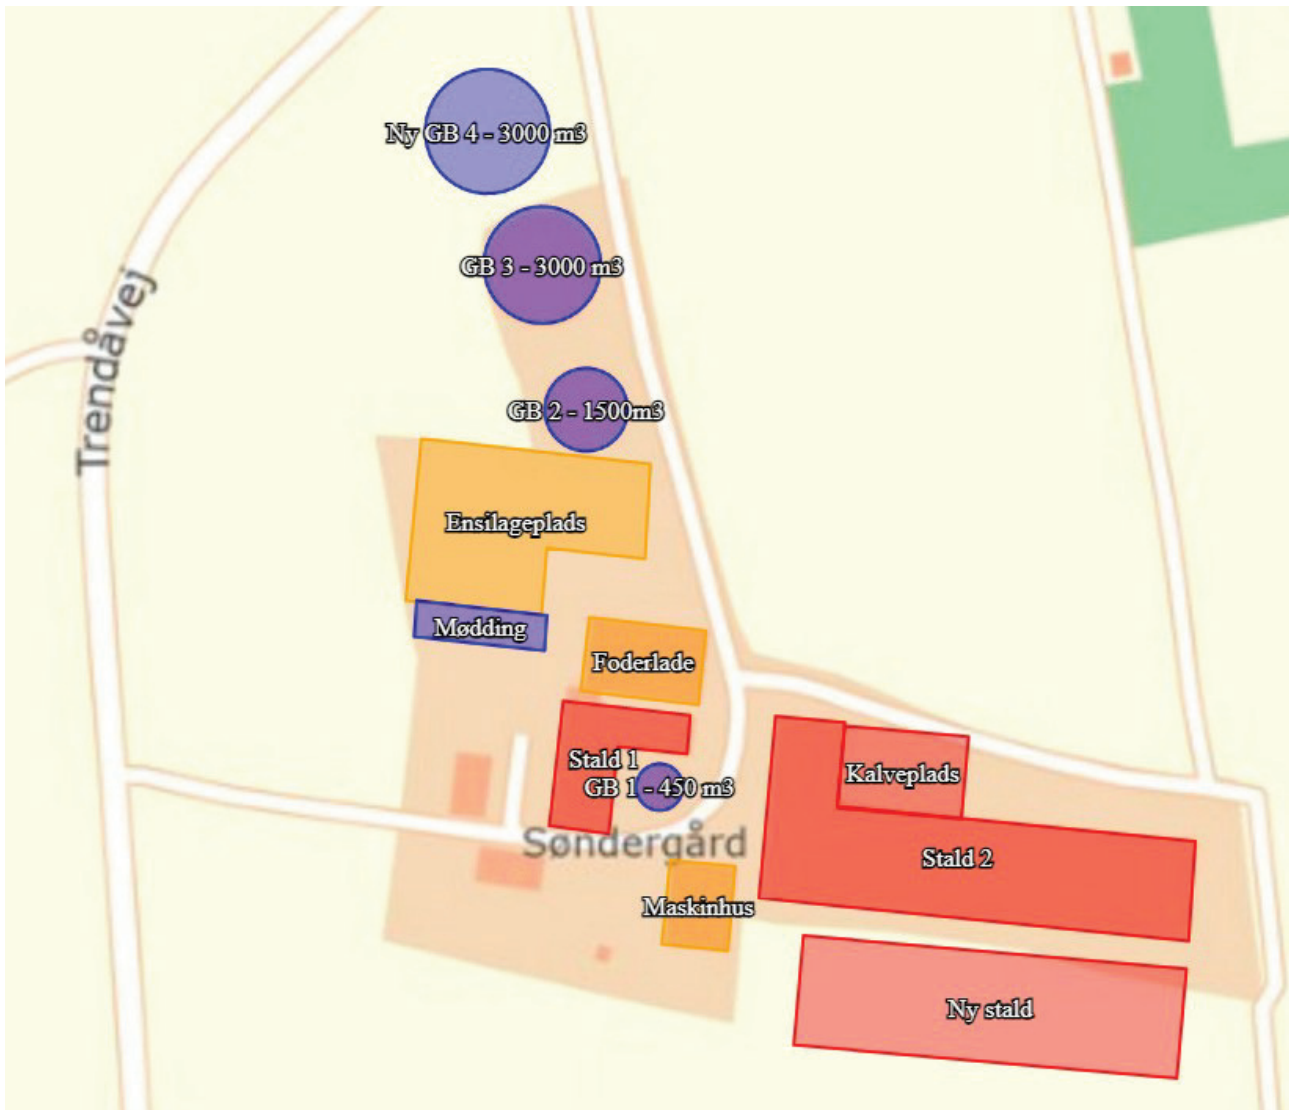 Ny GB 4 - 3000 m3
GB 3 - 3000 m3
Trendåvej
GB 2 - 1500m3
Ensilageplads
Mødding
Foderlade
Stald 1
GB 1 - 450 m3
Kalveplads
Søndergård
Stald 2
Maskinhus
Ny stald